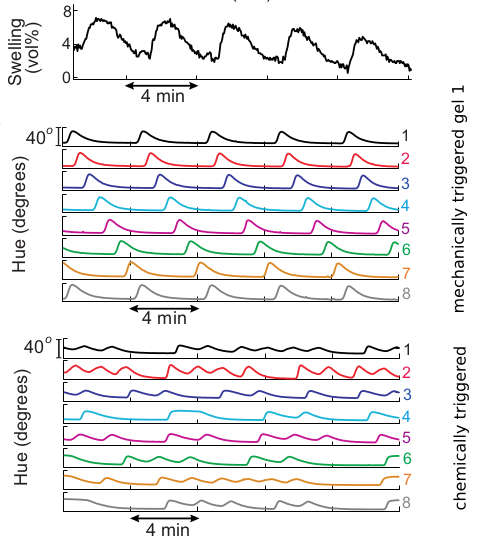 8
4
0
Swelling
(vol%)
4 min
40°
Hue (degrees)
1
2
3
4
5
6
7
8
4 min
mechanically triggered gel 1
40°
Hue (degrees)
1
2
3
4
5
6
7
8
4 min
chemically triggered